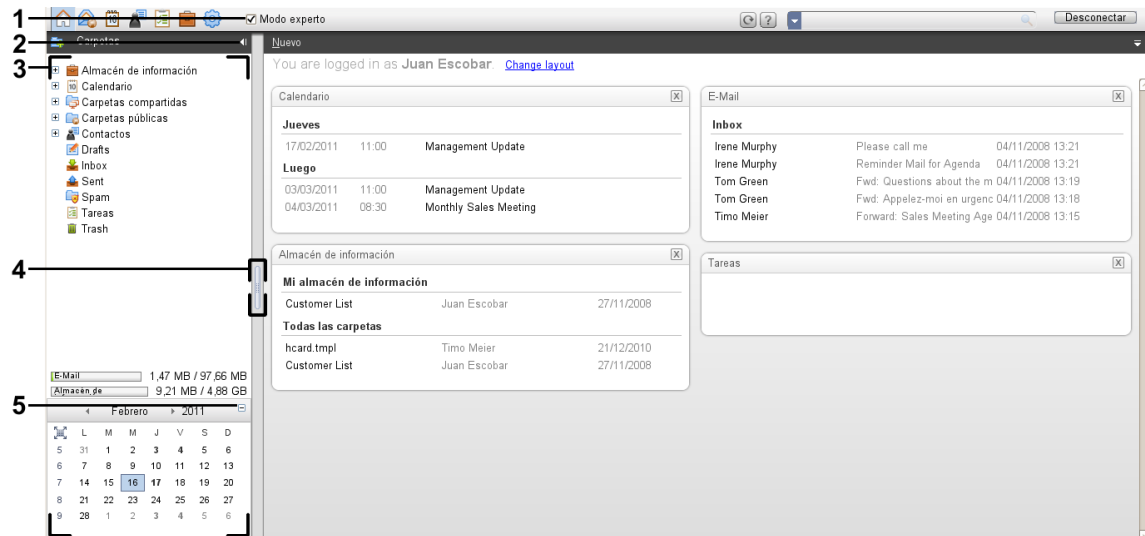 1
Modo experto
?
Desconectar
2
Carpetas
Nuevo
3
You are logged in as Juan Escobar. Change layout
Almacén de información
10 Calendario
Carpetas compartidas
Carpetas públicas
Contactos
Drafts
Inbox
Sent
Spam
Tareas
Trash
Calendario X
Jueves
17/02/2011 11:00 Management Update
Luego
03/03/2011 11:00 Management Update
04/03/2011 08:30 Monthly Sales Meeting
E-Mail X
Inbox
Irene Murphy Please call me 04/11/2008 13:21
Irene Murphy Reminder Mail for Agenda 04/11/2008 13:21
Tom Green Fwd: Questions about the m 04/11/2008 13:19
Tom Green Fwd: Appelez-moi en urgenc 04/11/2008 13:18
Timo Meier Forward: Sales Meeting Age 04/11/2008 13:15
4
Almacén de información X
Mi almacén de información
Customer List Juan Escobar 27/11/2008
Todas las carpetas
hcard.tmpl Timo Meier 21/12/2010
Customer List Juan Escobar 27/11/2008
Tareas X
E-Mail 1,47 MB / 97,66 MB
Almacén de 9,21 MB / 4,88 GB
5
Febrero 2011
L M M J V S D
5 31 1 2 3 4 5 6
6 7 8 9 10 11 12 13
7 14 15 16 17 18 19 20
8 21 22 23 24 25 26 27
9 28 1 2 3 4 5 6